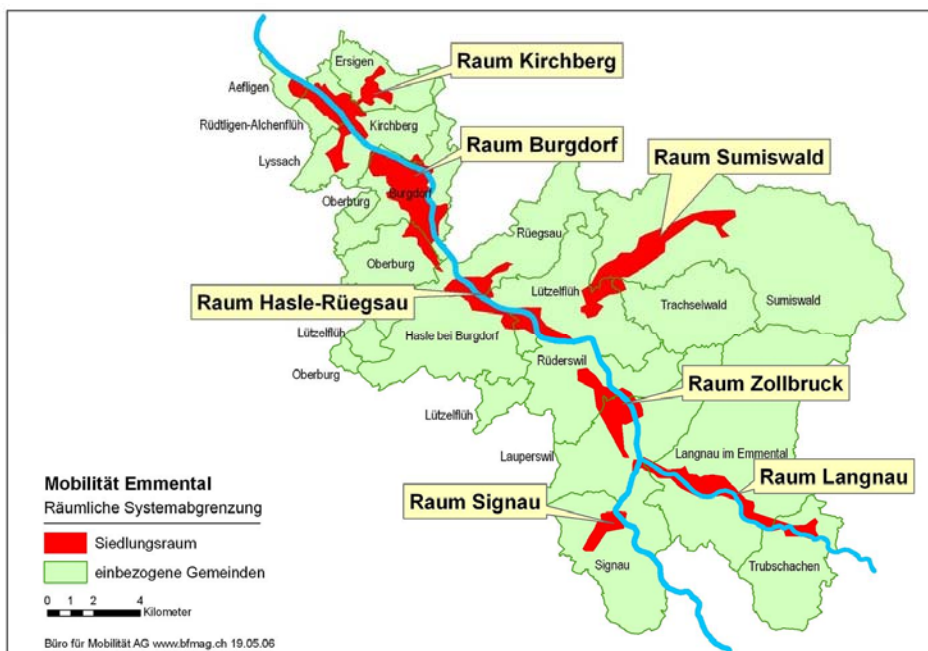 Ersigen
Raum Kirchberg
Aefligen
Rüdtligen-Alchenflüh
Kirchberg
Raum Burgdorf
Lyssach
Raum Sumiswald
Burgdorf
Oberburg
Rüegsau
Oberburg
Lützelflüh
Raum Hasle-Rüegsau
Trachselwald
Sumiswald
Lützelflüh
Hasle bei Burgdorf
Rüderswil
Oberburg
Raum Zollbruck
Lützelflüh
Lauperswil
Langnau im Emmental
Raum Langnau
Raum Signau
Signau
Trubschachen
Mobilität Emmental
Räumliche Systemabgrenzung
Siedlungsraum
einbezogene Gemeinden
0 1 2 4
Kilometer
Büro für Mobilität AG www.bfmag.ch 19.05.06